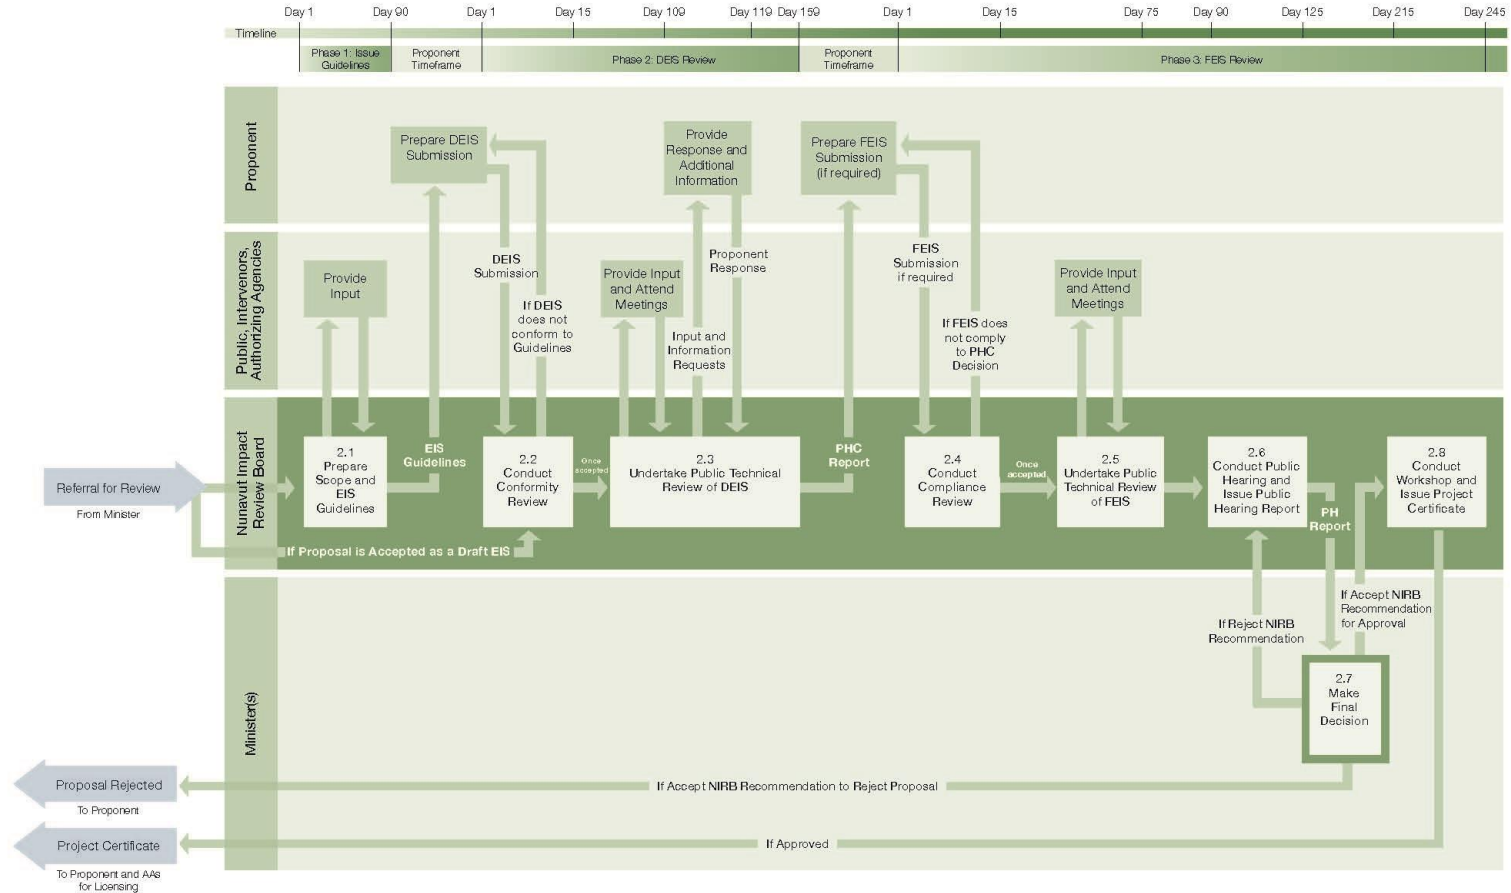 Day 1 Day 90 Day 1 Day 15 Day 109 Day 119 Day 159 Day 1 Day 15 Day 75 Day 90 Day 125 Day 215 Day 245
Timeline
Phase 1: Issue
Guidelines
Proponent
Timeframe
Phase 2: DEIS Review
Proponent
Timeframe
Phase 3: FEIS Review
Proponent
Prepare DEIS
Submission
Provide
Response and
Additional
Information
Prepare FEIS
Submission
(if required)
Public, Intervenors,
Authorizing Agencies
Provide
Input
DEIS
Submission
If DEIS
does not
conform to
Guidelines
Provide Input
and Attend
Meetings
Input and
Information
Requests
Proponent
Response
FEIS
Submission
if required
If FEIS does
not comply
to PHC
Decision
Provide Input
and Attend
Meetings
Nunavut Impact
Review Board
Referral for Review
From Minister
2.1
Prepare
Scope and
EIS
Guidelines
EIS
Guidelines
2.2
Conduct
Conformity
Review
Once
accepted
2.3
Undertake Public Technical
Review of DEIS
PHC
Report
2.4
Conduct
Compliance
Review
Once
accepted
2.5
Undertake Public
Technical Review
of FEIS
2.6
Conduct Public
Hearing and
Issue Public
Hearing Report
PH
Report
2.8
Conduct
Workshop and
Issue Project
Certificate
If Proposal is Accepted as a Draft EIS
Minister(s)
If Reject NIRB
Recommendation
If Accept NIRB
Recommendation
for Approval
2.7
Make
Final
Decision
Proposal Rejected
To Proponent
If Accept NIRB Recommendation to Reject Proposal
Project Certificate
To Proponent and AAs
for Licensing
If Approved